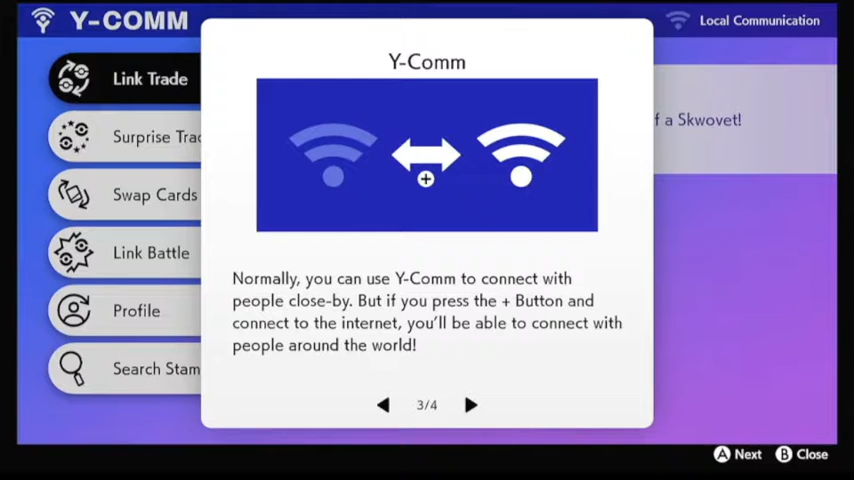 Y-COMM
Local Communication
Link Trade
Surprise Tra
Swap Cards
Link Battle
Profile
Search Stam
f a Skwovet!
Y-Comm
Normally, you can use Y-Comm to connect with
people close-by. But if you press the + Button and
connect to the internet, you'll be able to connect with
people around the world!
3/4
A Next B Close